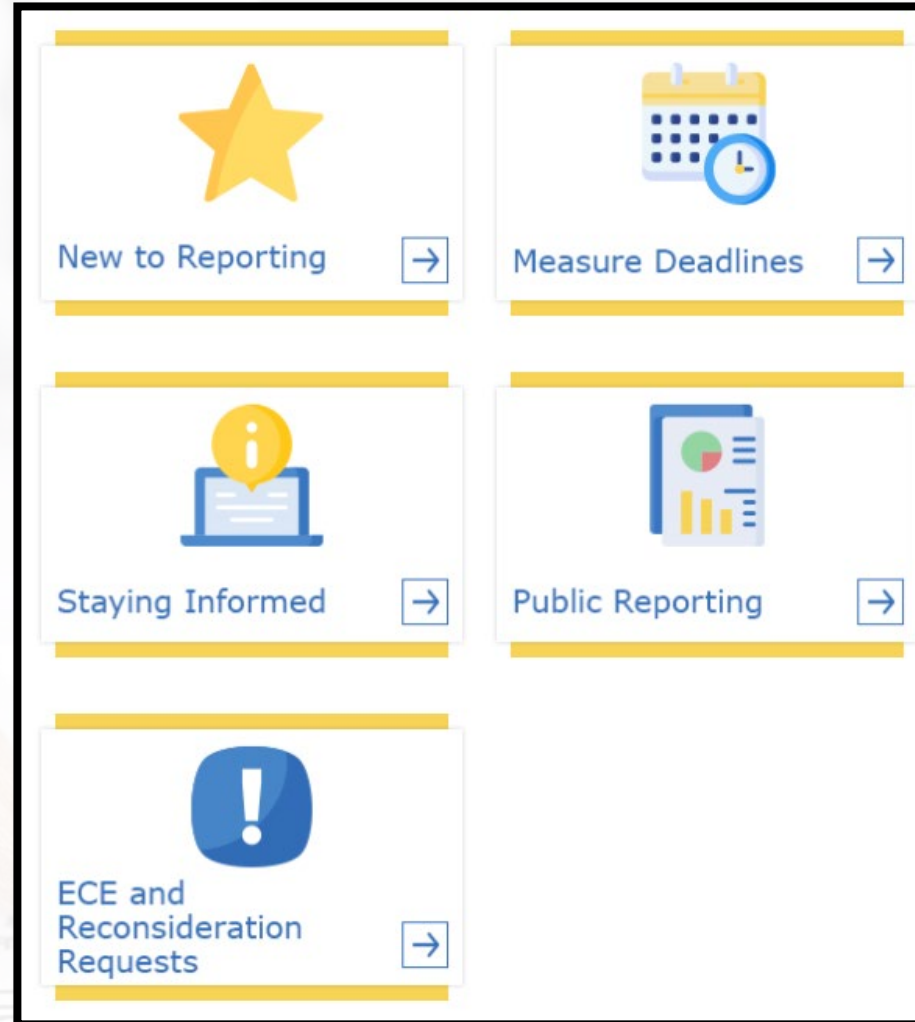 New to Reporting
Measure Deadlines
Staying Informed
Public Reporting
ECE and
Reconsideration
Requests